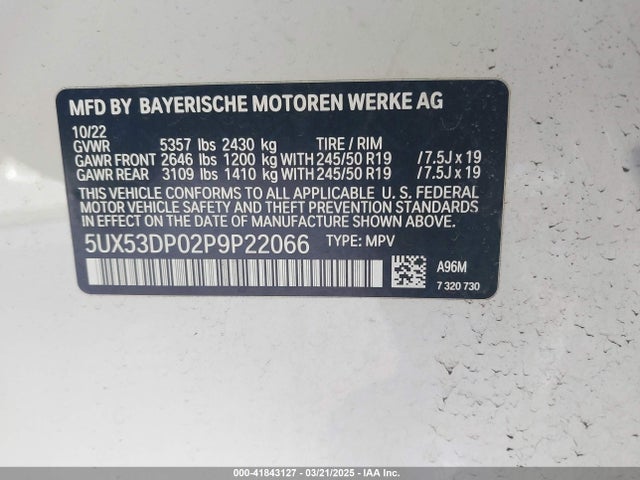 MFD BY BAYERISCHE MOTOREN WERKE AG
10/22
GVWR 5357 lbs 2430 kg TIRE / RIM
GAWR FRONT 2646 lbs 1200 kg WITH 245/50 R19 / 7.5J x 19
GAWR REAR 3109 lbs 1410 kg WITH 245/50 R19 / 7.5J x 19
THIS VEHICLE CONFORMS TO ALL APPLICABLE U. S. FEDERAL
MOTOR VEHICLE SAFETY AND THEFT PREVENTION STANDARDS
IN EFFECT ON THE DATE OF MANUFACTURE SHOWN ABOVE.
5UX53DP02P9P22066 TYPE: MPV
A96M
7 320 730
000-41843127 - 03/21/2025 - IAA Inc.